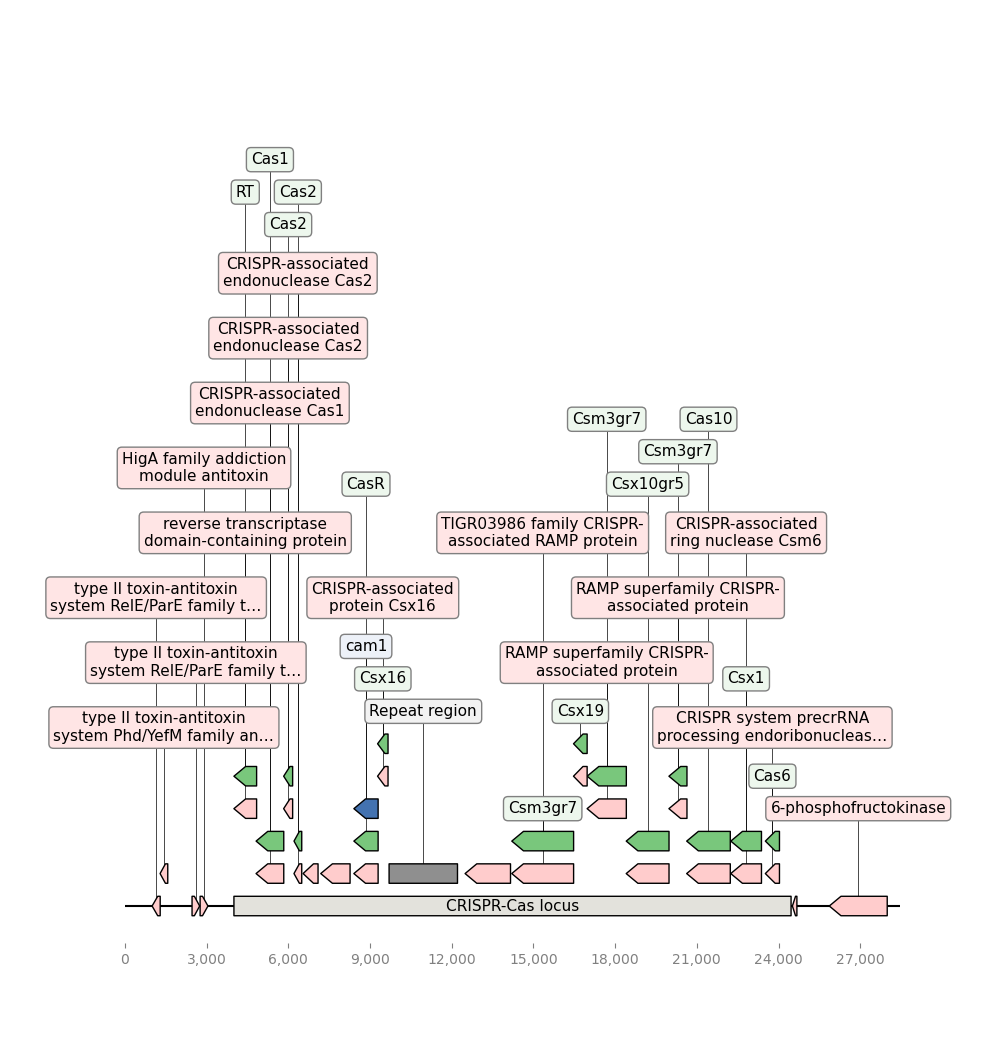 Cas1
RT
Cas2
Cas2
CRISPR-associated
endonuclease Cas2
CRISPR-associated
endonuclease Cas2
CRISPR-associated
endonuclease Cas1
Csm3gr7
Cas10
Csm3gr7
HigA family addiction
module antitoxin
CasR
Csx10gr5
reverse transcriptase
domain-containing protein
TIGR03986 family CRISPR-
associated RAMP protein
CRISPR-associated
ring nuclease Csm6
type II toxin-antitoxin
system RelE/ParE family t...
CRISPR-associated
protein Csx16
RAMP superfamily CRISPR-
associated protein
cam1
type II toxin-antitoxin
system RelE/ParE family t...
RAMP superfamily CRISPR-
associated protein
Csx16
Csx1
Repeat region
Csx19
type II toxin-antitoxin
system Phd/YefM family an...
CRISPR system precrRNA
processing endoribonucleas...
Cas6
Csm3gr7
6-phosphofructokinase
CRISPR-Cas locus
0 3,000 6,000 9,000 12,000 15,000 18,000 21,000 24,000 27,000